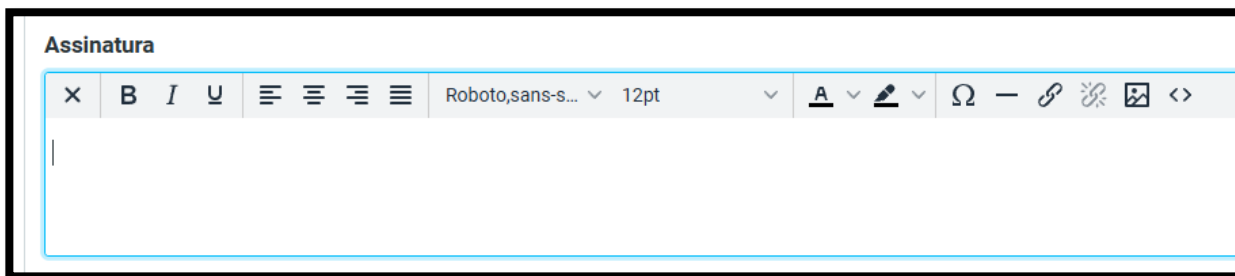 Assinatura
B I U Roboto,sans-s... 12pt A Ω <>